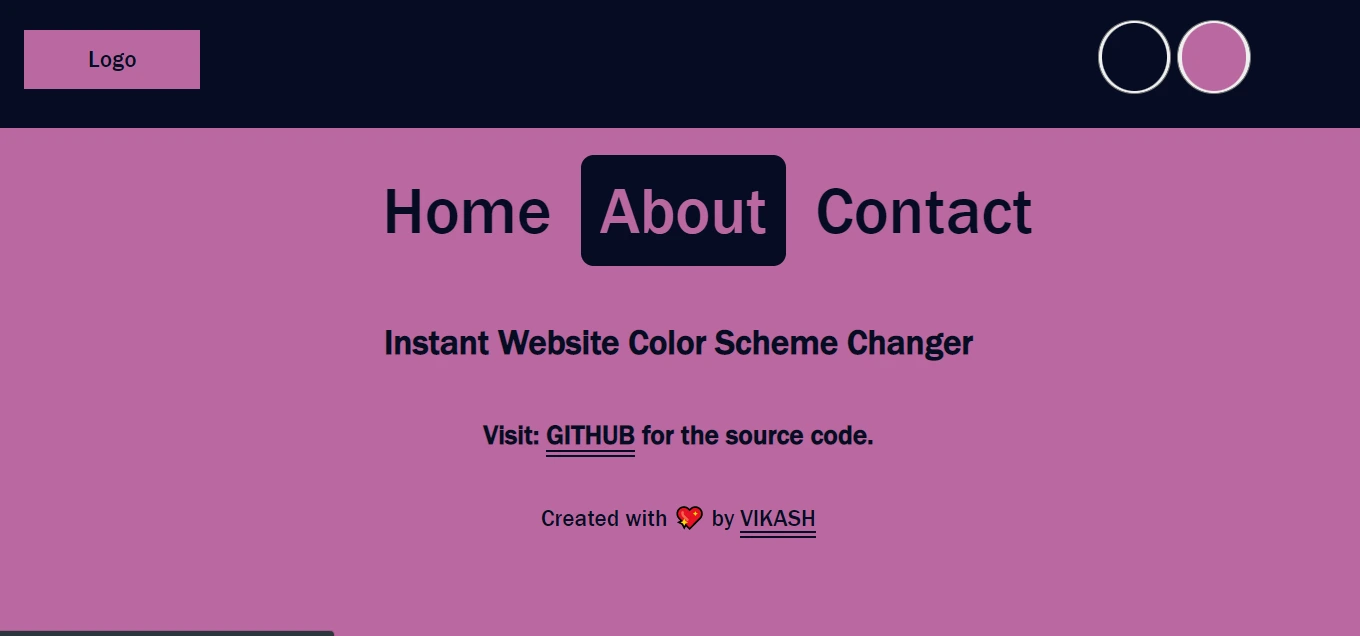 Logo
Home About Contact
Instant Website Color Scheme Changer
Visit: GITHUB for the source code.
Created with 💖 by VIKASH